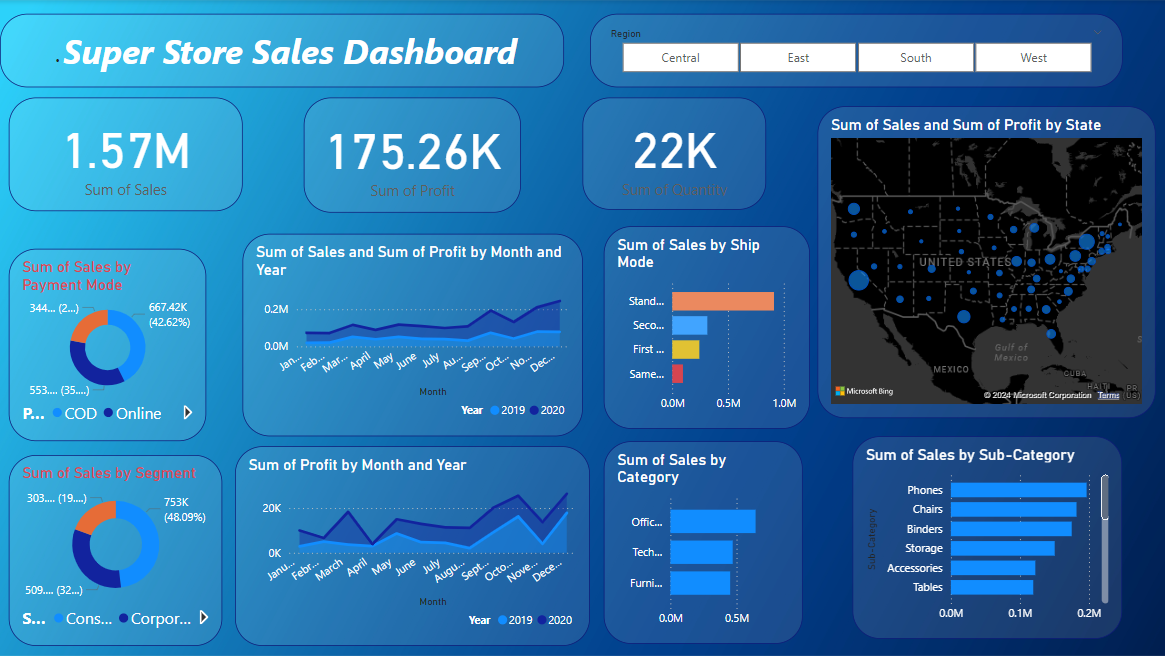 .Super Store Sales Dashboard
Region
Central
East
South
West
1.57M
Sum of Sales
175.26K
Sum of Profit
22K
Sum of Quantity
Sum of Sales and Sum of Profit by State
UNITED STATES
MEXICO
Gulf of
Mexico
CUBA
HAITI
PR
(US)
Microsoft Bing
© 2024 Microsoft Corporation Terms
Sum of Sales by
Payment Mode
344... (2...)
667.42K
(42.62%)
553.... (35....)
P... COD Online
Sum of Sales and Sum of Profit by Month and
Year
0.2M
0.0M
Jan... Feb... Mar... April May June July Au... Sep... Oct... No... Dec...
Month
Year 2019 2020
Sum of Sales by Ship
Mode
Stand...
Seco...
First ...
Same...
0.0M 0.5M 1.0M
Sum of Sales by Segment
303.... (19....)
753K
(48.09%)
509.... (32...)
S... Cons... Corpor...
Sum of Profit by Month and Year
20K
0K
Janu... Febr... March April May June July Augu... Sept... Octo... Nove... Dece...
Month
Year 2019 2020
Sum of Sales by
Category
Offic...
Tech...
Furni...
0.0M 0.5M
Sum of Sales by Sub-Category
Sub-Category
Phones
Chairs
Binders
Storage
Accessories
Tables
0.0M 0.1M 0.2M